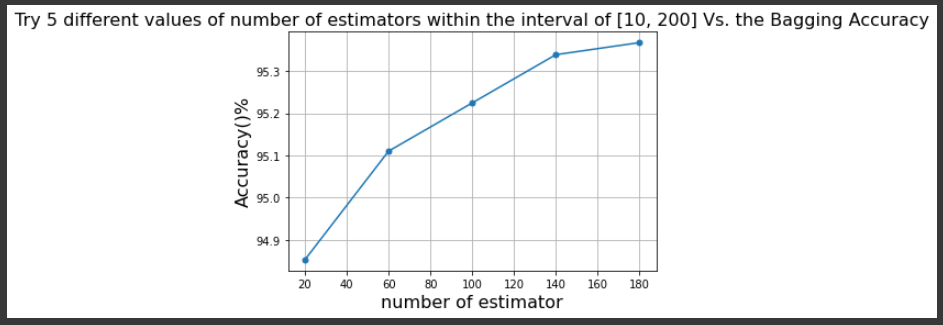 Try 5 different values of number of estimators within the interval of [10, 200] Vs. the Bagging Accuracy
95.3
95.2
95.1
95.0
94.9
Accuracy()%
20 40 60 80 100 120 140 160 180
number of estimator